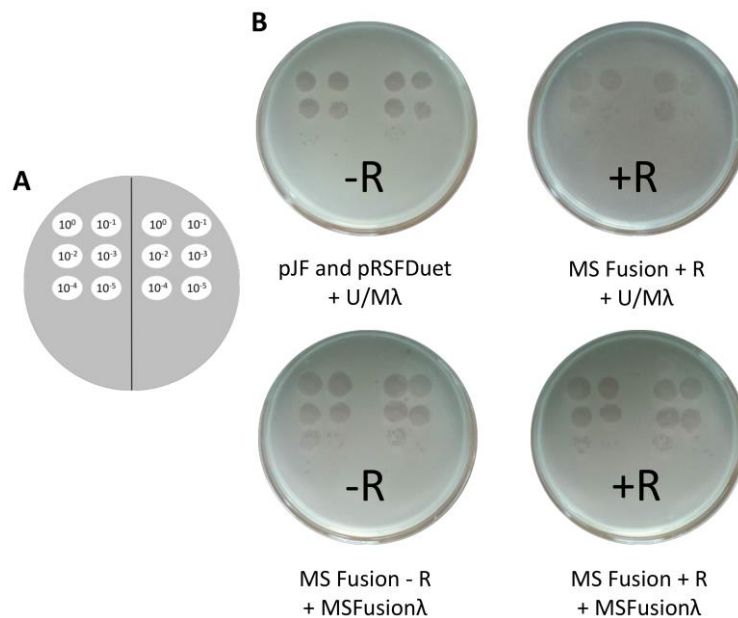 B
A
10⁰ 10⁻¹ 10⁰ 10⁻¹
10⁻² 10⁻³ 10⁻² 10⁻³
10⁻⁴ 10⁻⁵ 10⁻⁴ 10⁻⁵
-R
+R
pJF and pRSFDuet
+ U/Mλ
MS Fusion + R
+ U/Mλ
-R
+R
MS Fusion - R
+ MSFusionλ
MS Fusion + R
+ MSFusionλ